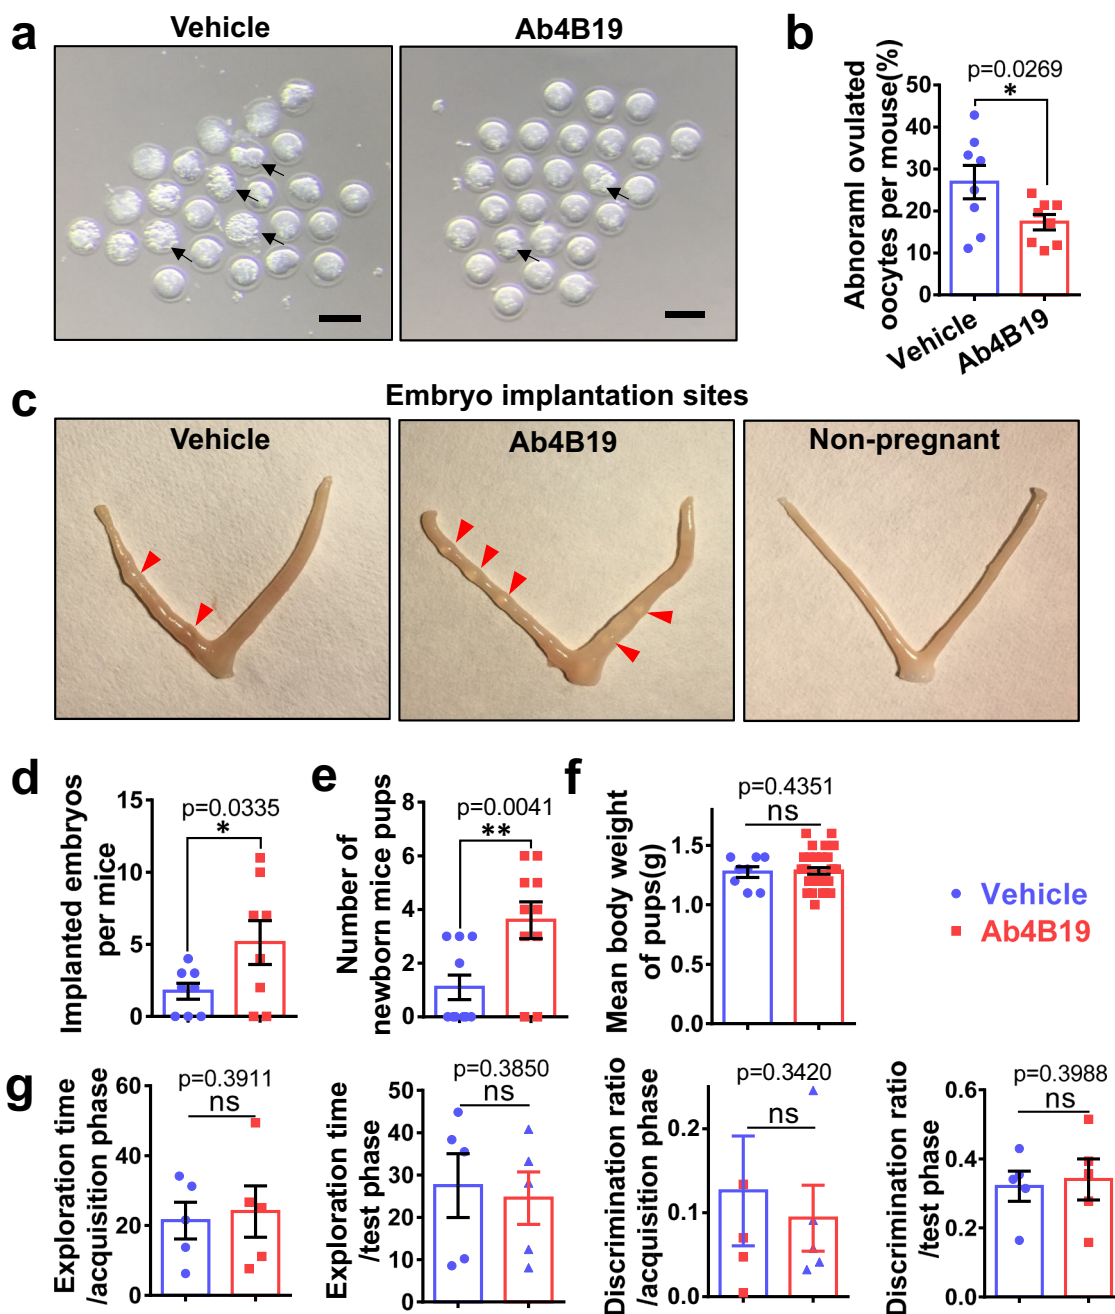 a
Vehicle
Ab4B19
b
Abnoraml ovulated
oocytes per mouse(%)
p=0.0269
*
50
40
30
20
10
0
Vehicle
Ab4B19
c
Embryo implantation sites
Vehicle
Ab4B19
Non-pregnant
d
Implanted embryos
per mice
p=0.0335
*
15
10
5
0
e
Number of
newborn mice pups
p=0.0041
**
8
6
4
2
0
f
Mean body weight
of pups(g)
p=0.4351
ns
1.5
1.0
0.5
0.0
Vehicle
Ab4B19
g
Exploration time
/acquisition phase
p=0.3911
ns
60
40
20
0
Exploration time
/test phase
p=0.3850
ns
50
40
30
20
10
0
Discrimination ratio
/acquisition phase
p=0.3420
ns
0.2
0.1
0.0
Discrimination ratio
/test phase
p=0.3988
ns
0.6
0.4
0.2
0.0